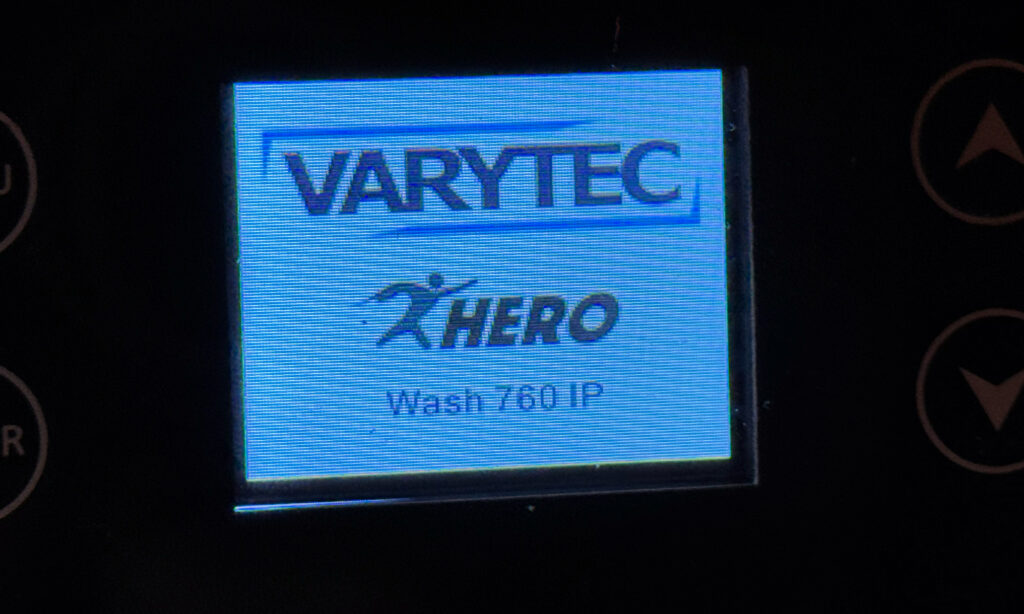 VARYTEC
HERO
Wash 760 IP
U
R